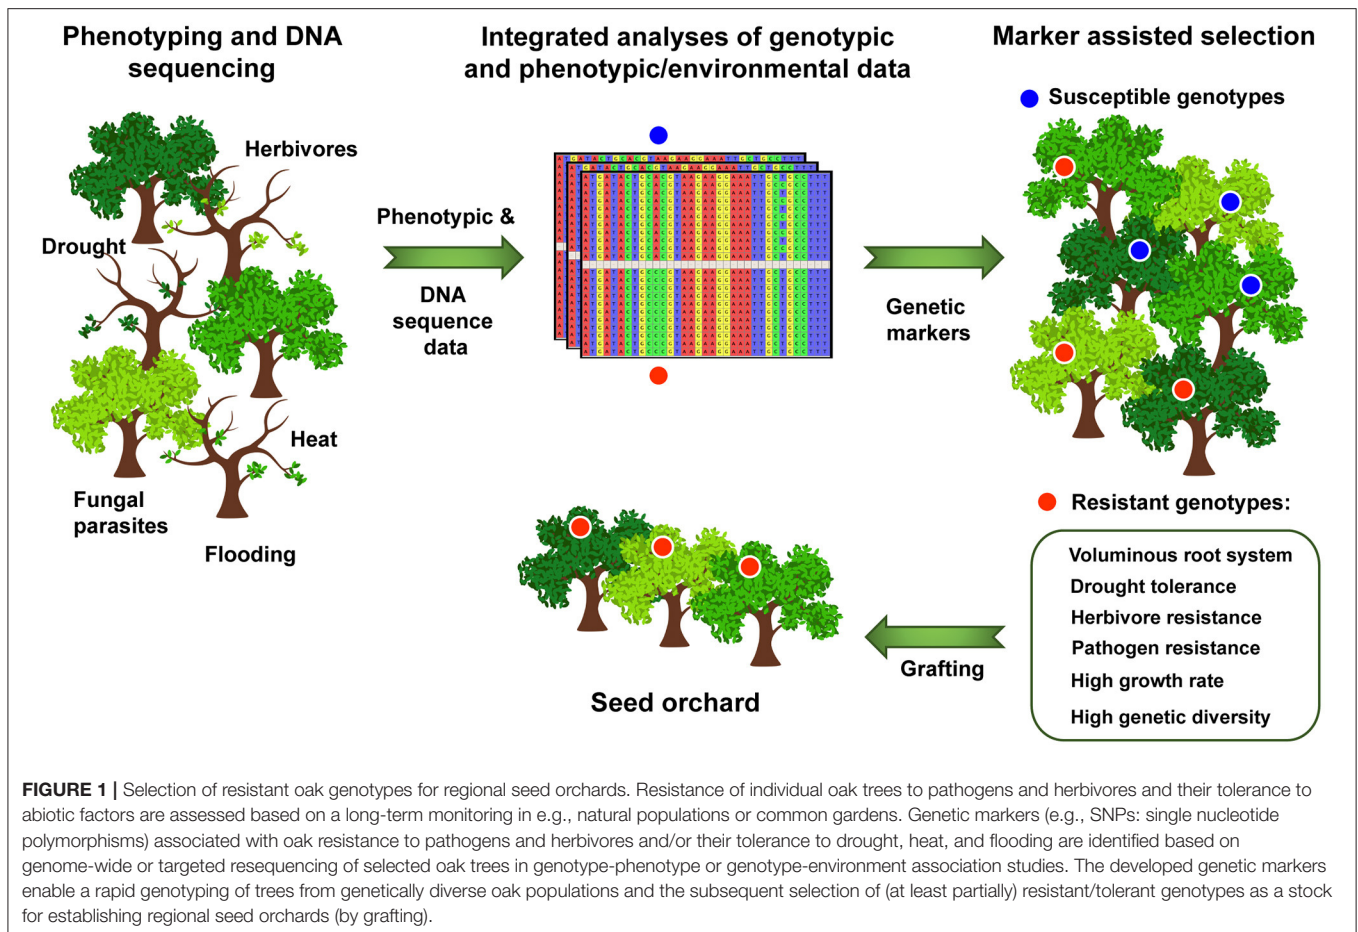 Phenotyping and DNA
sequencing
Integrated analyses of genotypic
and phenotypic/environmental data
Marker assisted selection
Susceptible genotypes
Herbivores
Drought
Fungal
parasites
Heat
Flooding
Phenotypic &
DNA
sequence
data
Genetic
markers
Resistant genotypes:
Voluminous root system
Drought tolerance
Herbivore resistance
Pathogen resistance
High growth rate
High genetic diversity
Grafting
Seed orchard
FIGURE 1 | Selection of resistant oak genotypes for regional seed orchards. Resistance of individual oak trees to pathogens and herbivores and their tolerance to
abiotic factors are assessed based on a long-term monitoring in e.g., natural populations or common gardens. Genetic markers (e.g., SNPs: single nucleotide
polymorphisms) associated with oak resistance to pathogens and herbivores and/or their tolerance to drought, heat, and flooding are identified based on
genome-wide or targeted resequencing of selected oak trees in genotype-phenotype or genotype-environment association studies. The developed genetic markers
enable a rapid genotyping of trees from genetically diverse oak populations and the subsequent selection of (at least partially) resistant/tolerant genotypes as a stock
for establishing regional seed orchards (by grafting).